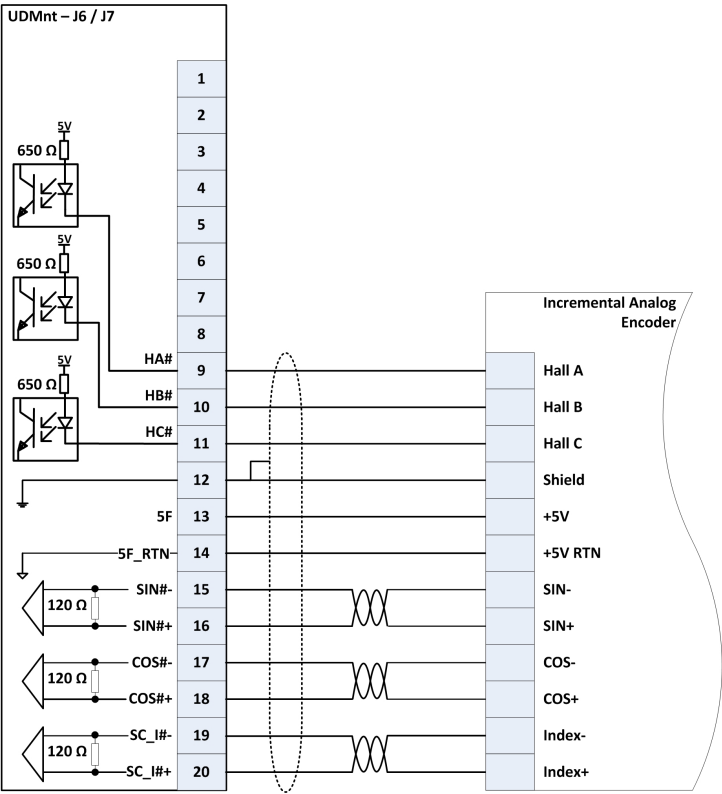 UDMnt – J6 / J7
1
2
5V
650 Ω
3
4
5
5V
650 Ω
6
7
Incremental Analog
Encoder
8
5V
650 Ω
HA# 9 Hall A
HB# 10 Hall B
HC# 11 Hall C
12 Shield
5F 13 +5V
5F_RTN 14 +5V RTN
SIN#- 15 SIN-
120 Ω
SIN#+ 16 SIN+
COS#- 17 COS-
120 Ω
COS#+ 18 COS+
SC_I#- 19 Index-
120 Ω
SC_I#+ 20 Index+